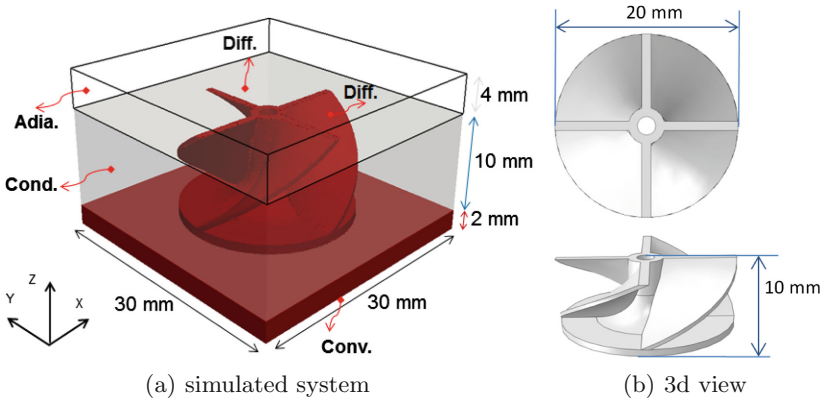 Diff.
Diff.
Adia.
4 mm
Cond.
10 mm
2 mm
Z
Y
X
30 mm
30 mm
Conv.
(a) simulated system
20 mm
10 mm
(b) 3d view